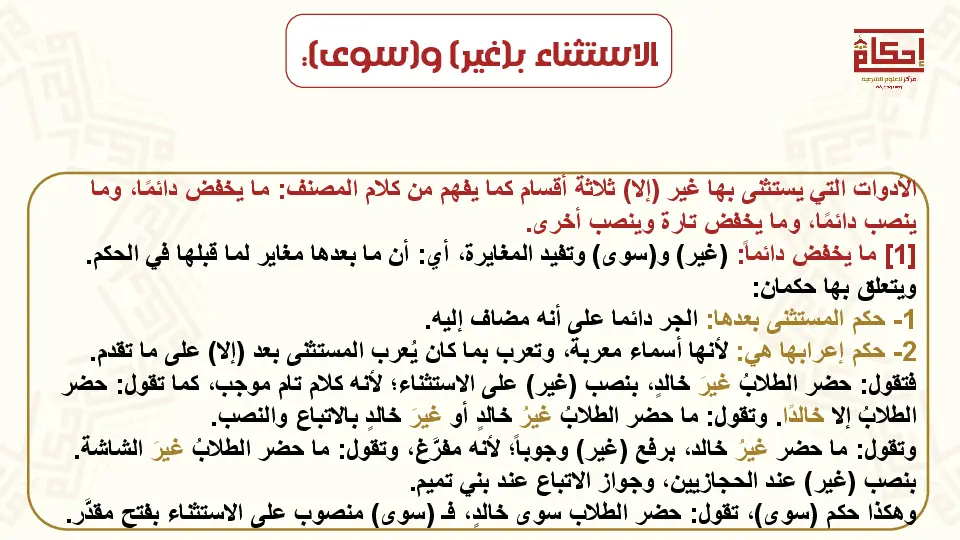 الاستثناء بـ(غير) و(سوى):
إحكام
مركز للعلوم الشرعية
الأدوات التي يستثنى بها غير (إلا) ثلاثة أقسام كما يفهم من كلام المصنف: ما يخفض دائمًا، وما
ينصب دائمًا، وما يخفض تارة وينصب أخرى.
[1] ما يخفض دائماً: (غير) و(سوى) وتفيد المغايرة، أي: أن ما بعدها مغاير لما قبلها في الحكم.
ويتعلق بها حكمان:
1- حكم المستثنى بعدها: الجر دائما على أنه مضاف إليه.
2- حكم إعرابها هي: لأنها أسماء معربة، وتعرب بما كان يُعرب المستثنى بعد (إلا) على ما تقدم.
فتقول: حضر الطلابُ غيرَ خالدٍ، بنصب (غير) على الاستثناء؛ لأنه كلام تام موجب، كما تقول: حضر
الطلابُ إلا خالدًا. وتقول: ما حضر الطلابُ غيرُ خالدٍ أو غيرَ خالدٍ بالاتباع والنصب.
وتقول: ما حضر غيرُ خالد، برفع (غير) وجوباً؛ لأنه مفرَّغ، وتقول: ما حضر الطلابُ غيرَ الشاشة.
بنصب (غير) عند الحجازيين، وجواز الاتباع عند بني تميم.
وهكذا حكم (سوى)، تقول: حضر الطلاب سوى خالدٍ، فـ (سوى) منصوب على الاستثناء بفتح مقدَّر.